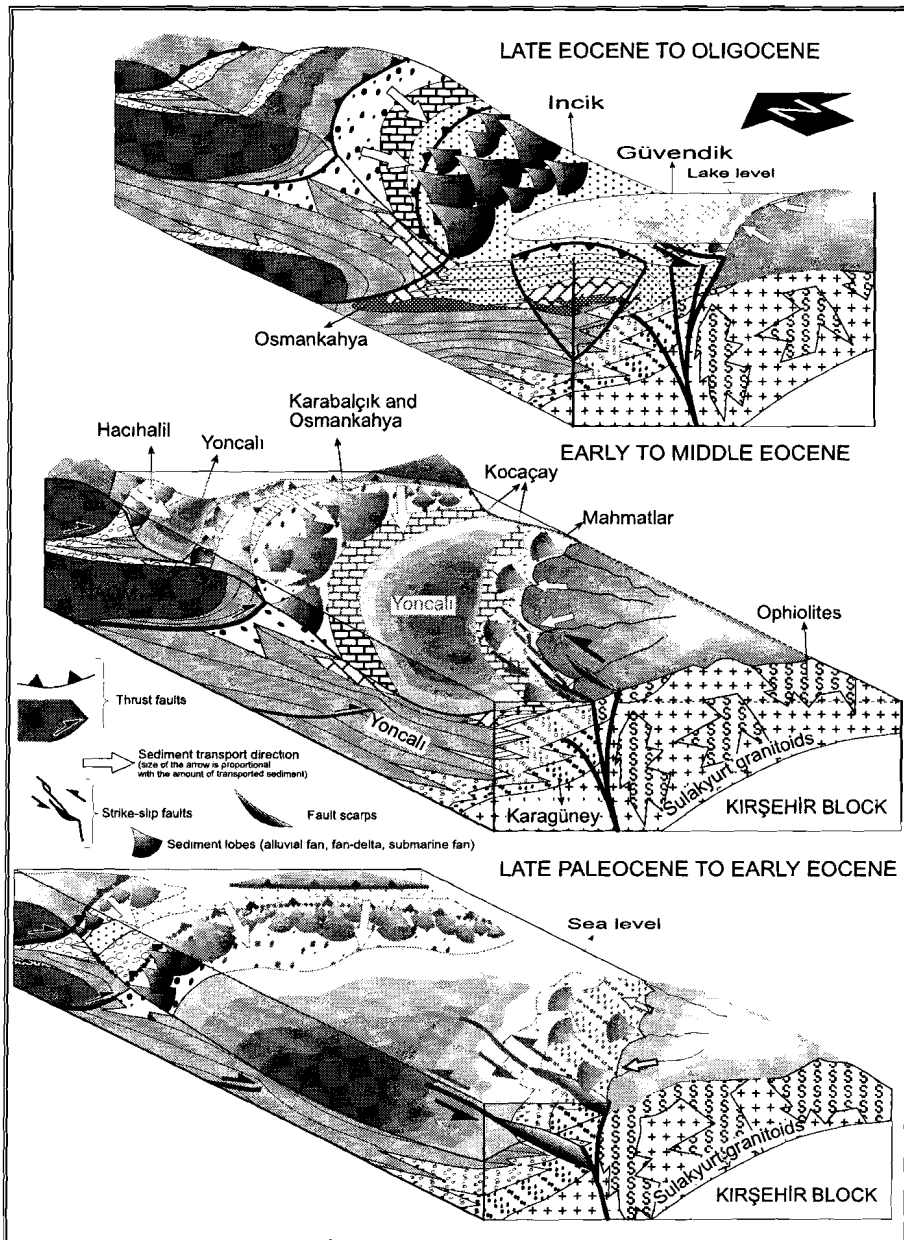 LATE EOCENE TO OLIGOCENE
Incik
N
Güvendik
Lake level
Osmankahya
Karabalçık and
Osmankahya
Hacıhalil
Yoncalı
EARLY TO MIDDLE EOCENE
Kocaçay
Mahmatlar
Yoncalı
Ophiolites
Thrust faults
Yoncalı
Sediment transport direction
(size of the arrow is proportional
with the amount of transported sediment)
Sulakyurt granitoids
KIRŞEHİR BLOCK
Strike-slip faults
Fault scarps
Karagüney
Sediment lobes (alluvial fan, fan-delta, submarine fan)
LATE PALEOCENE TO EARLY EOCENE
Sea level
Sulakyurt granitoids
KIRŞEHİR BLOCK